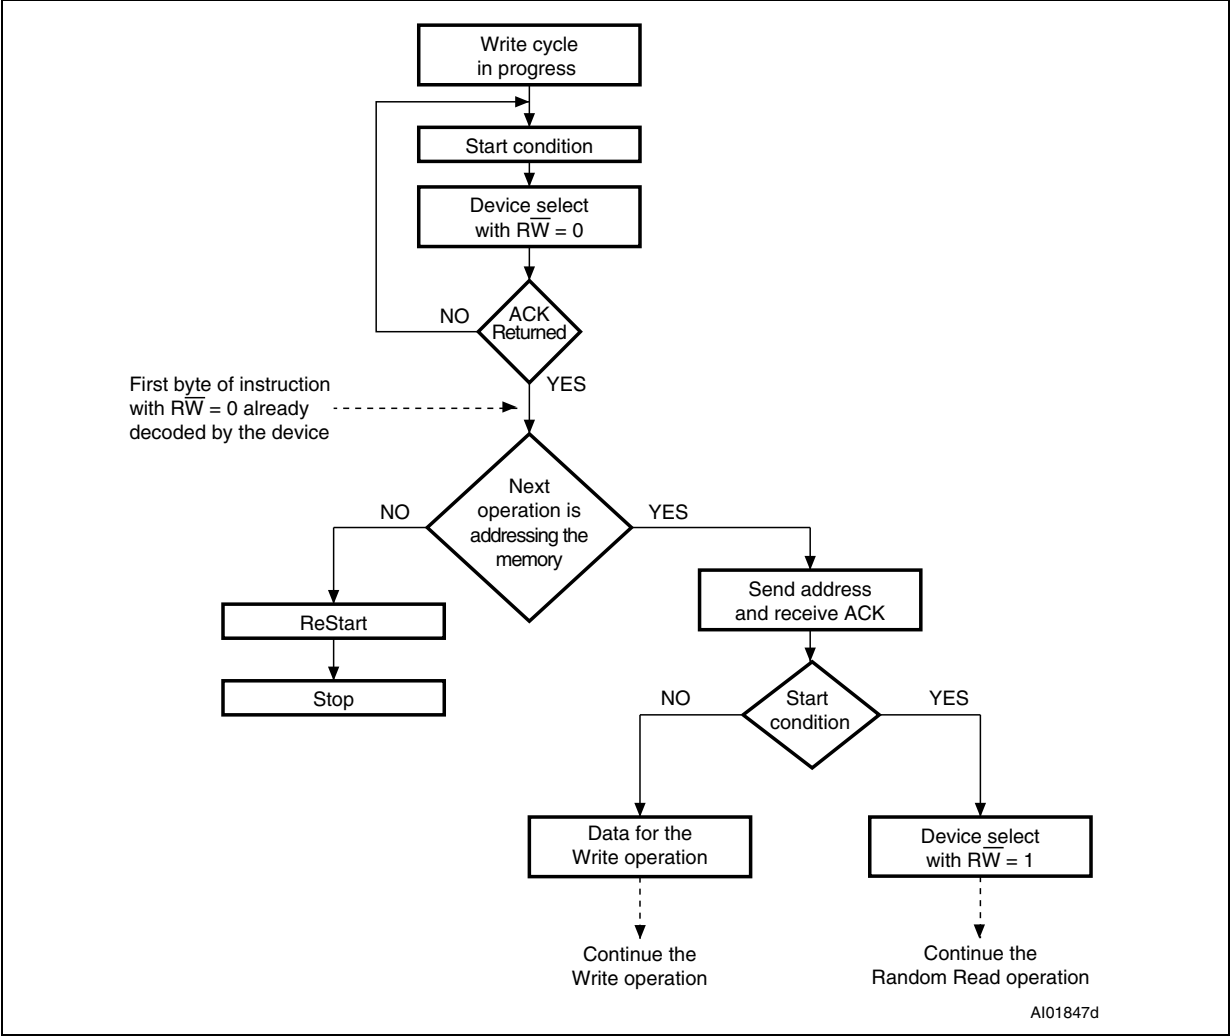 Write cycle
in progress
Start condition
Device select
with RW̅ = 0
NO
ACK
Returned
YES
First byte of instruction
with RW̅ = 0 already
decoded by the device
NO
Next
operation is
addressing the
memory
YES
Send address
and receive ACK
ReStart
Stop
NO
Start
condition
YES
Data for the
Write operation
Device select
with RW̅ = 1
Continue the
Write operation
Continue the
Random Read operation
AI01847d